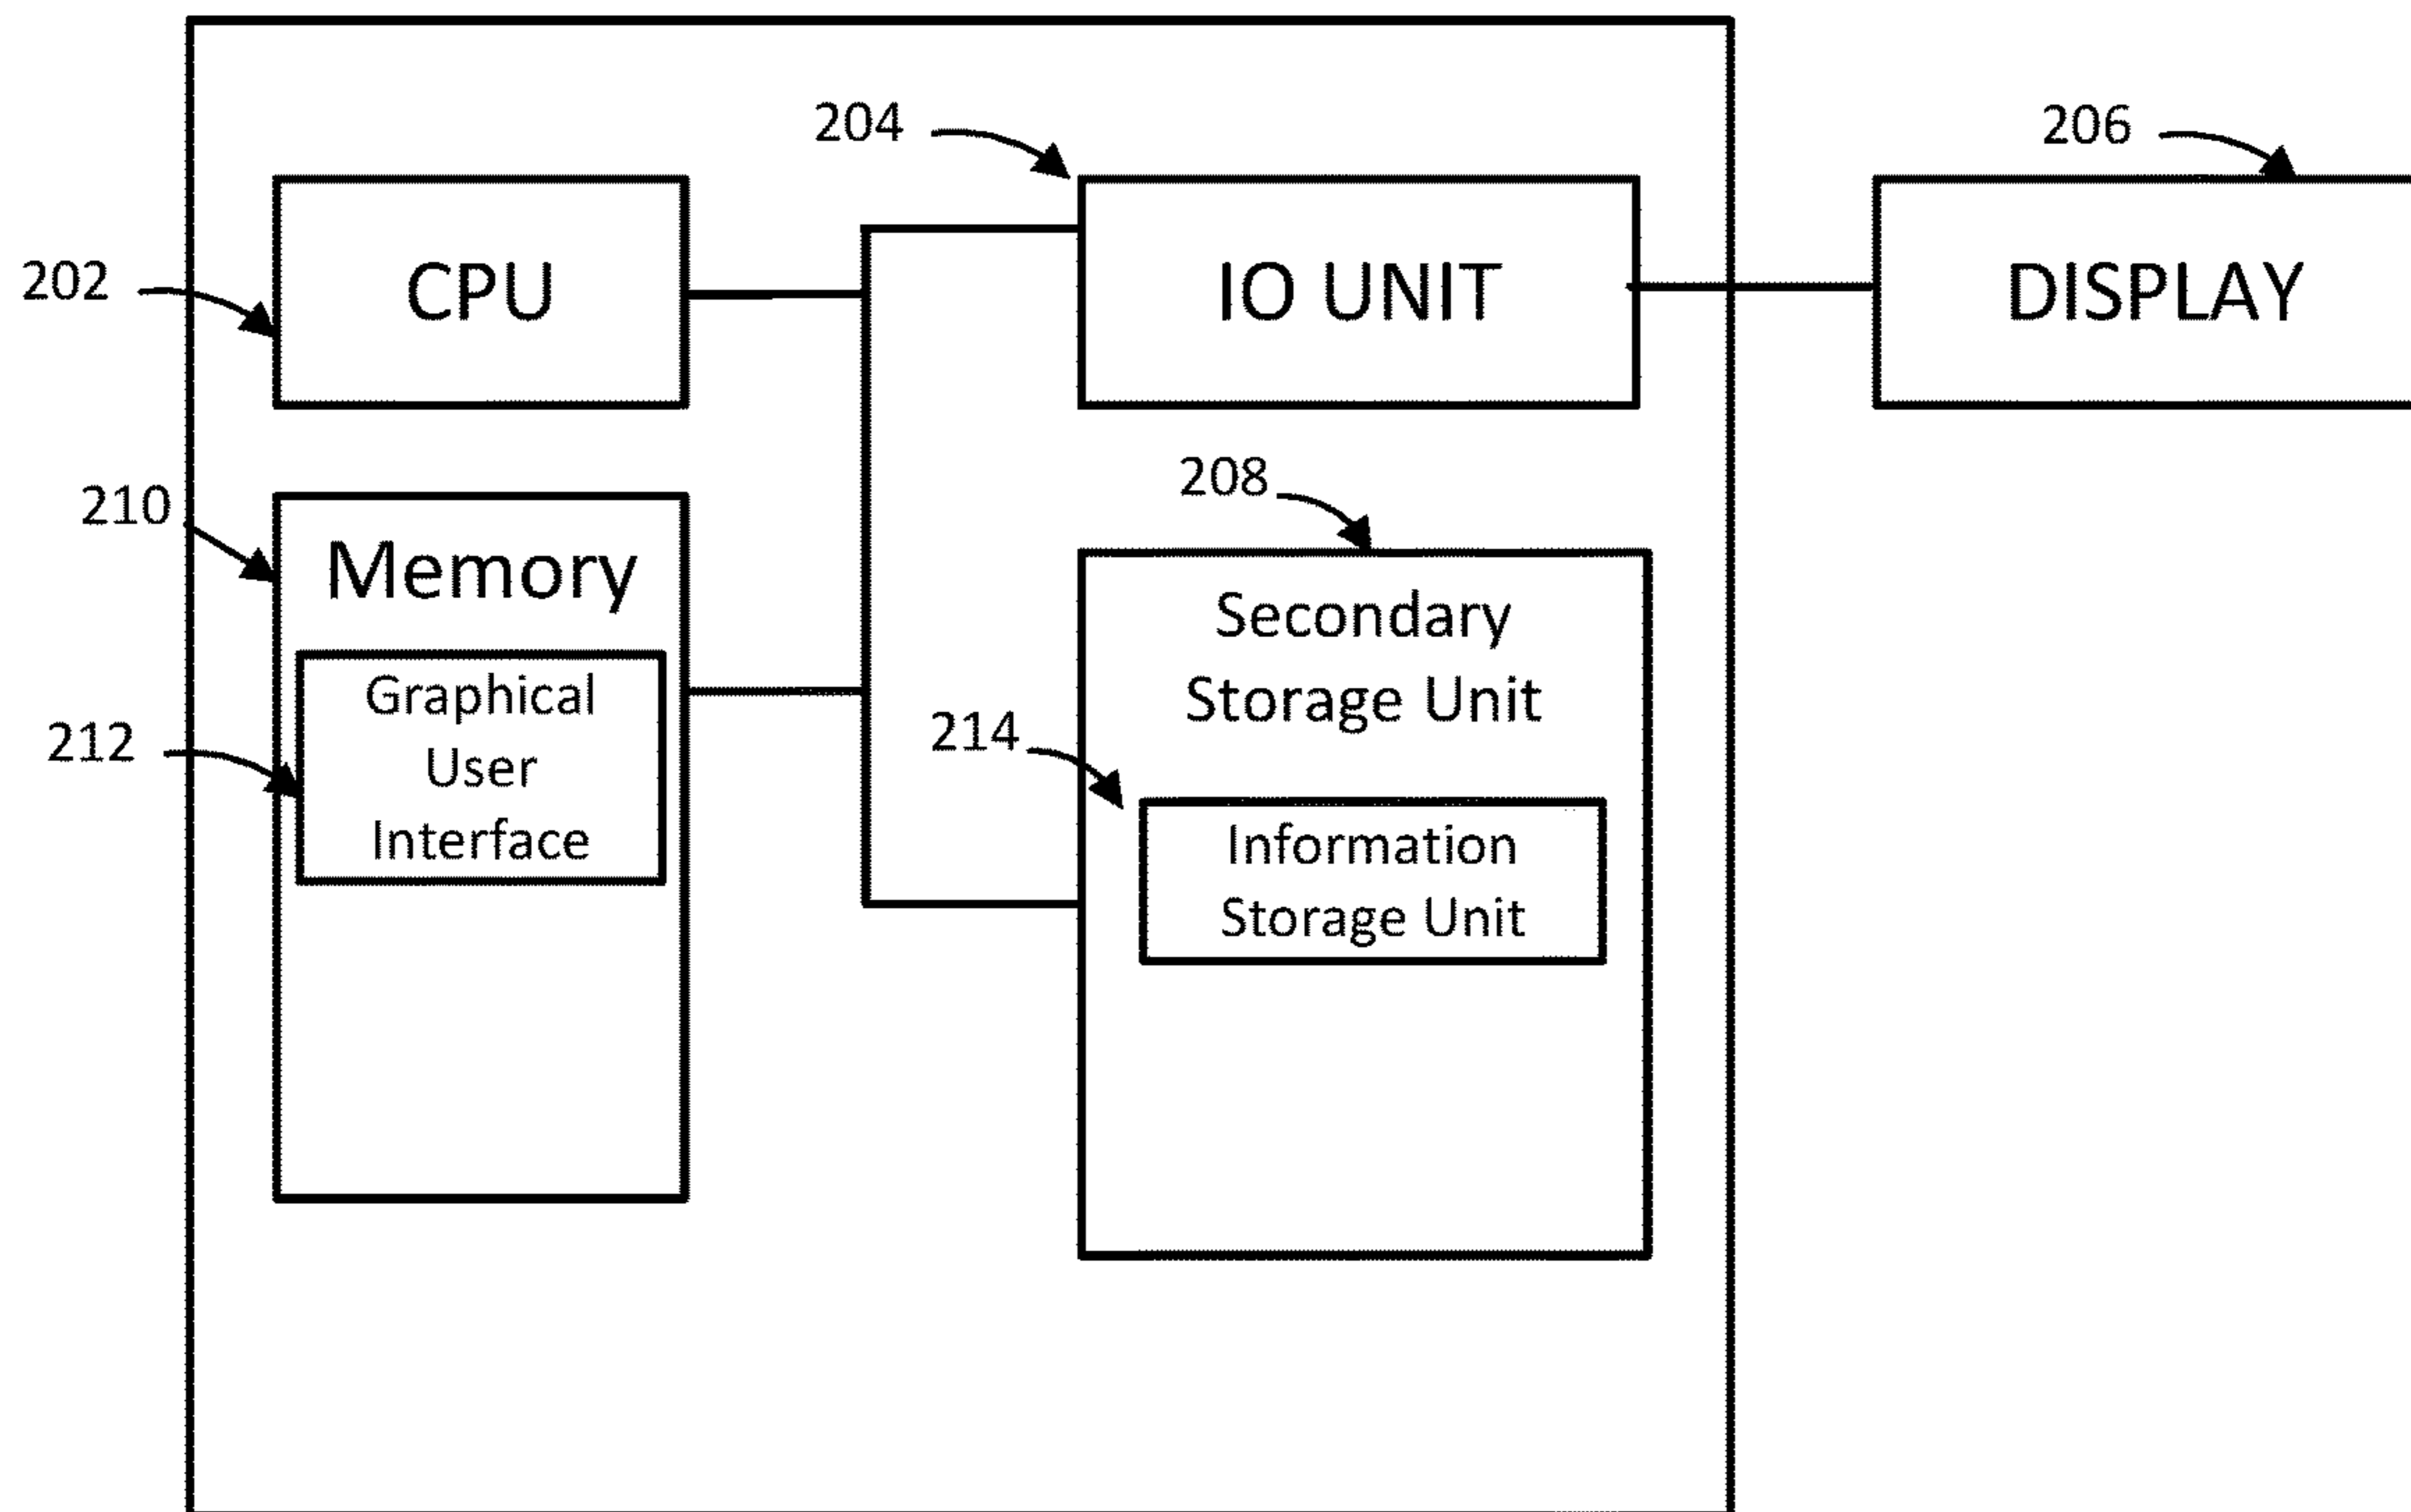 204
206
CPU
IO UNIT
DISPLAY
202
208
210
Memory
Secondary
Storage Unit
Graphical
User
Interface
212
214
Information
Storage Unit